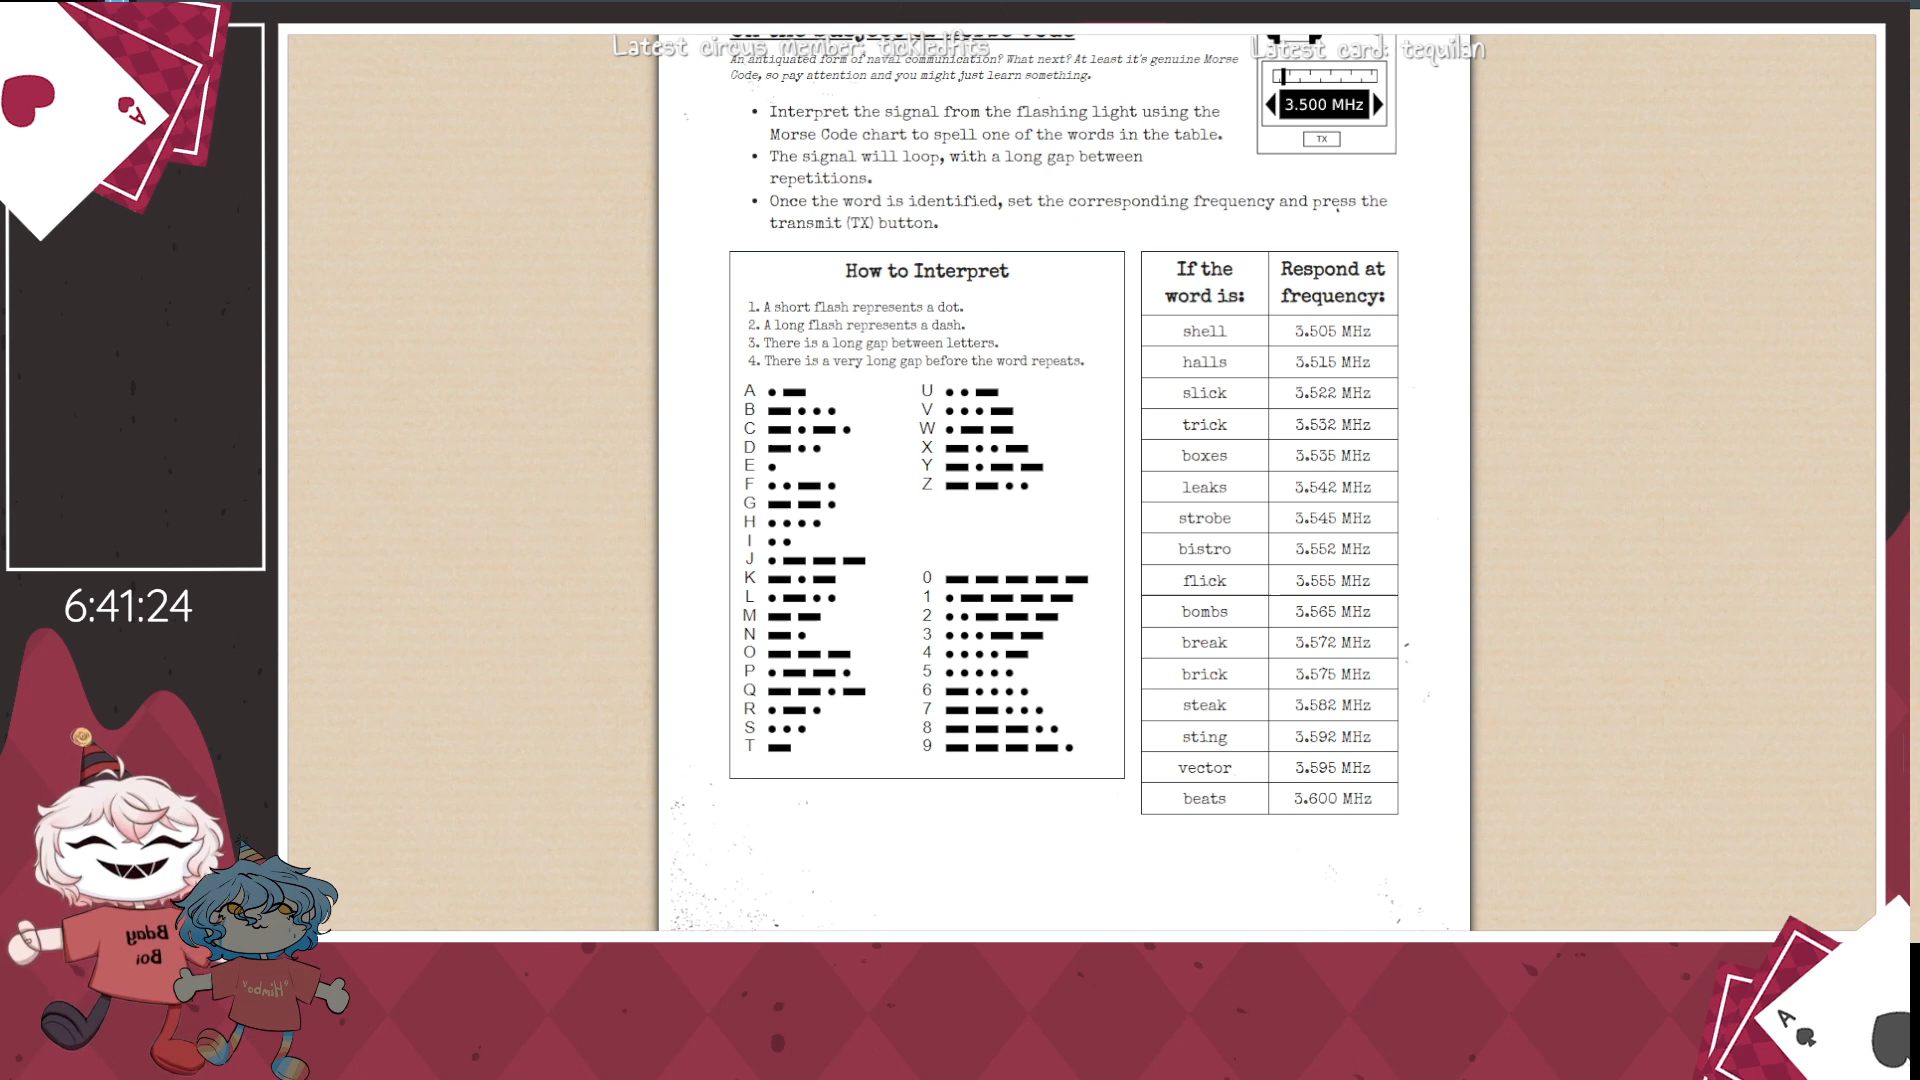 Latest circus member: tickledfits
Latest card: tequilan
On the Subject of Morse Code
An antiquated form of naval communication? What next? At least it's genuine Morse
Code, so pay attention and you might just learn something.
3.500 MHz
TX
• Interpret the signal from the flashing light using the
Morse Code chart to spell one of the words in the table.
• The signal will loop, with a long gap between
repetitions.
• Once the word is identified, set the corresponding frequency and press the
transmit (TX) button.
How to Interpret
1. A short flash represents a dot.
2. A long flash represents a dash.
3. There is a long gap between letters.
4. There is a very long gap before the word repeats.
A
B
C
D
E
F
G
H
I
J
K
L
M
N
O
P
Q
R
S
T
U
V
W
X
Y
Z
0
1
2
3
4
5
6
7
8
9
If the word is: Respond at frequency:
shell 3.505 MHz
halls 3.515 MHz
slick 3.522 MHz
trick 3.532 MHz
boxes 3.535 MHz
leaks 3.542 MHz
strobe 3.545 MHz
bistro 3.552 MHz
flick 3.555 MHz
bombs 3.565 MHz
break 3.572 MHz
brick 3.575 MHz
steak 3.582 MHz
sting 3.592 MHz
vector 3.595 MHz
beats 3.600 MHz
6:41:24
Bday
Boi
"Himbo"
A
A